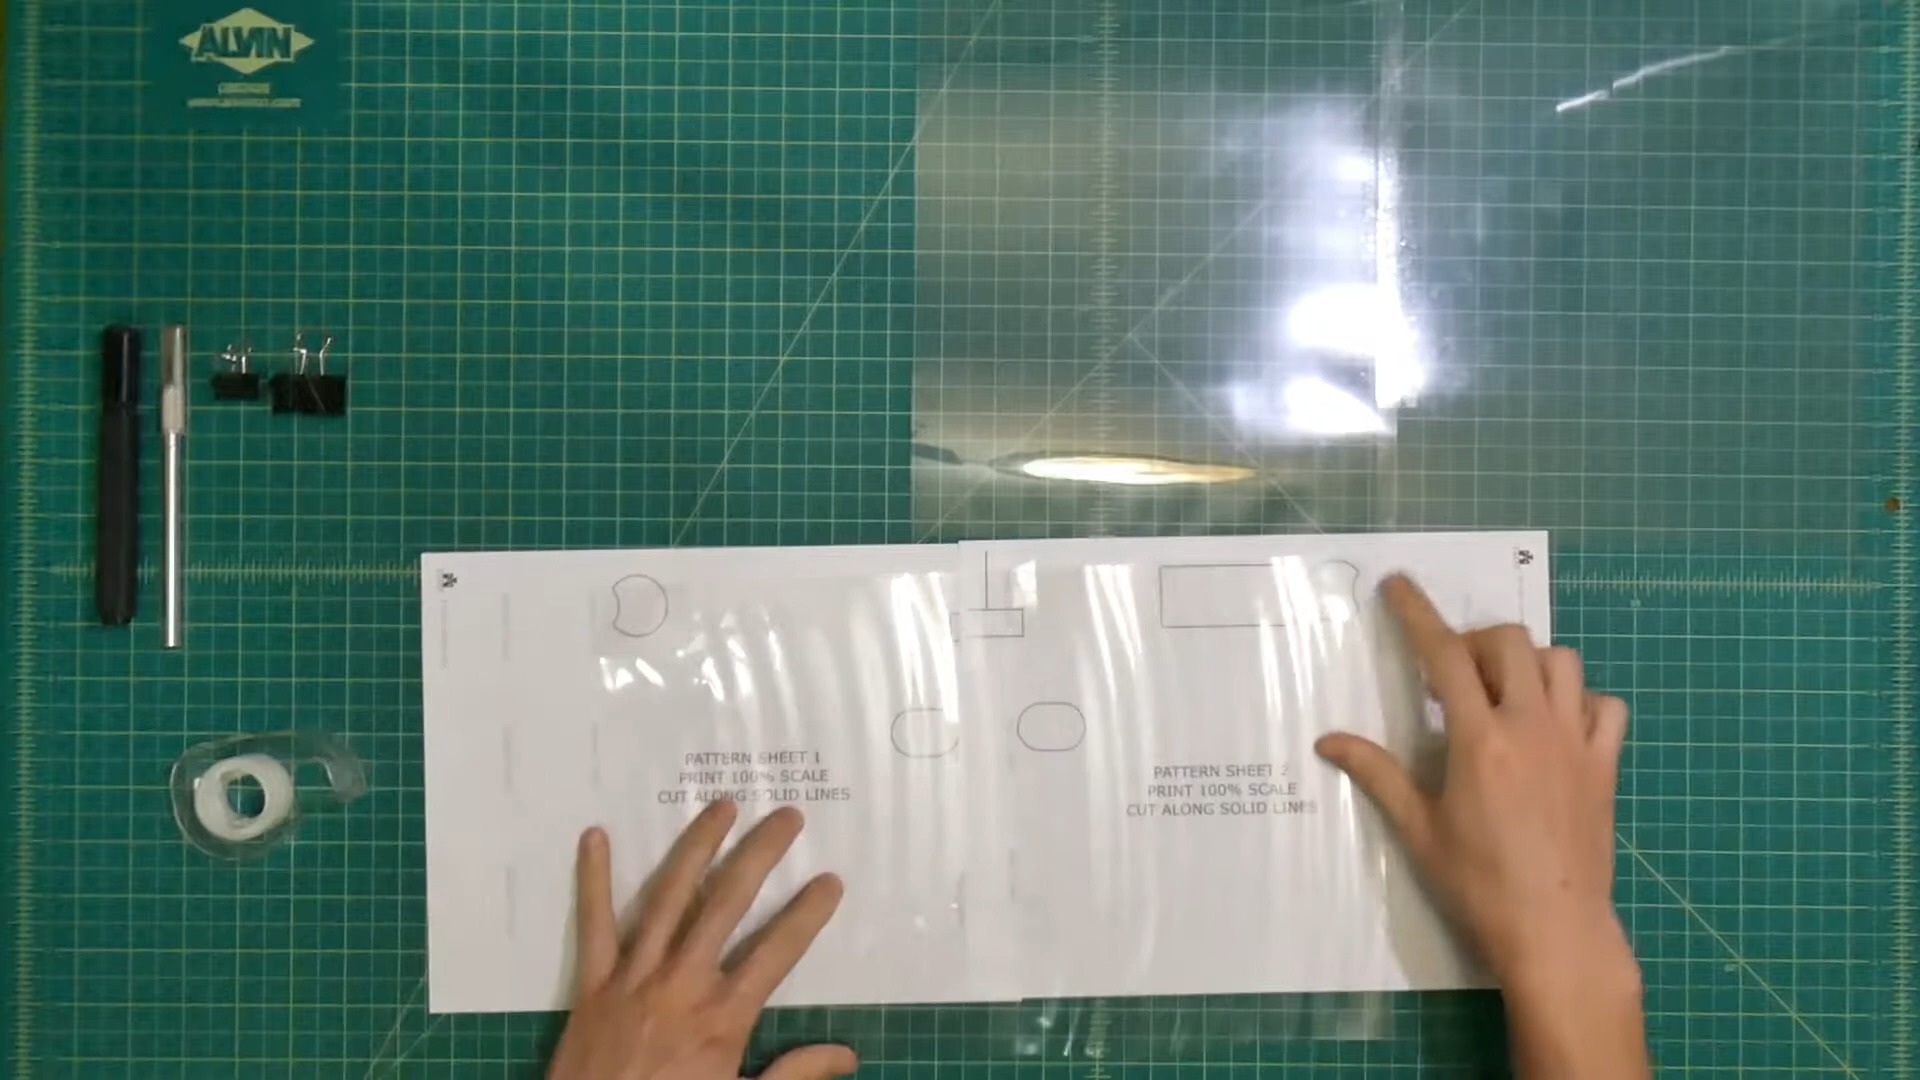 ALVIN
PATTERN SHEET 1
PRINT 100% SCALE
CUT ALONG SOLID LINES
PATTERN SHEET 2
PRINT 100% SCALE
CUT ALONG SOLID LINES